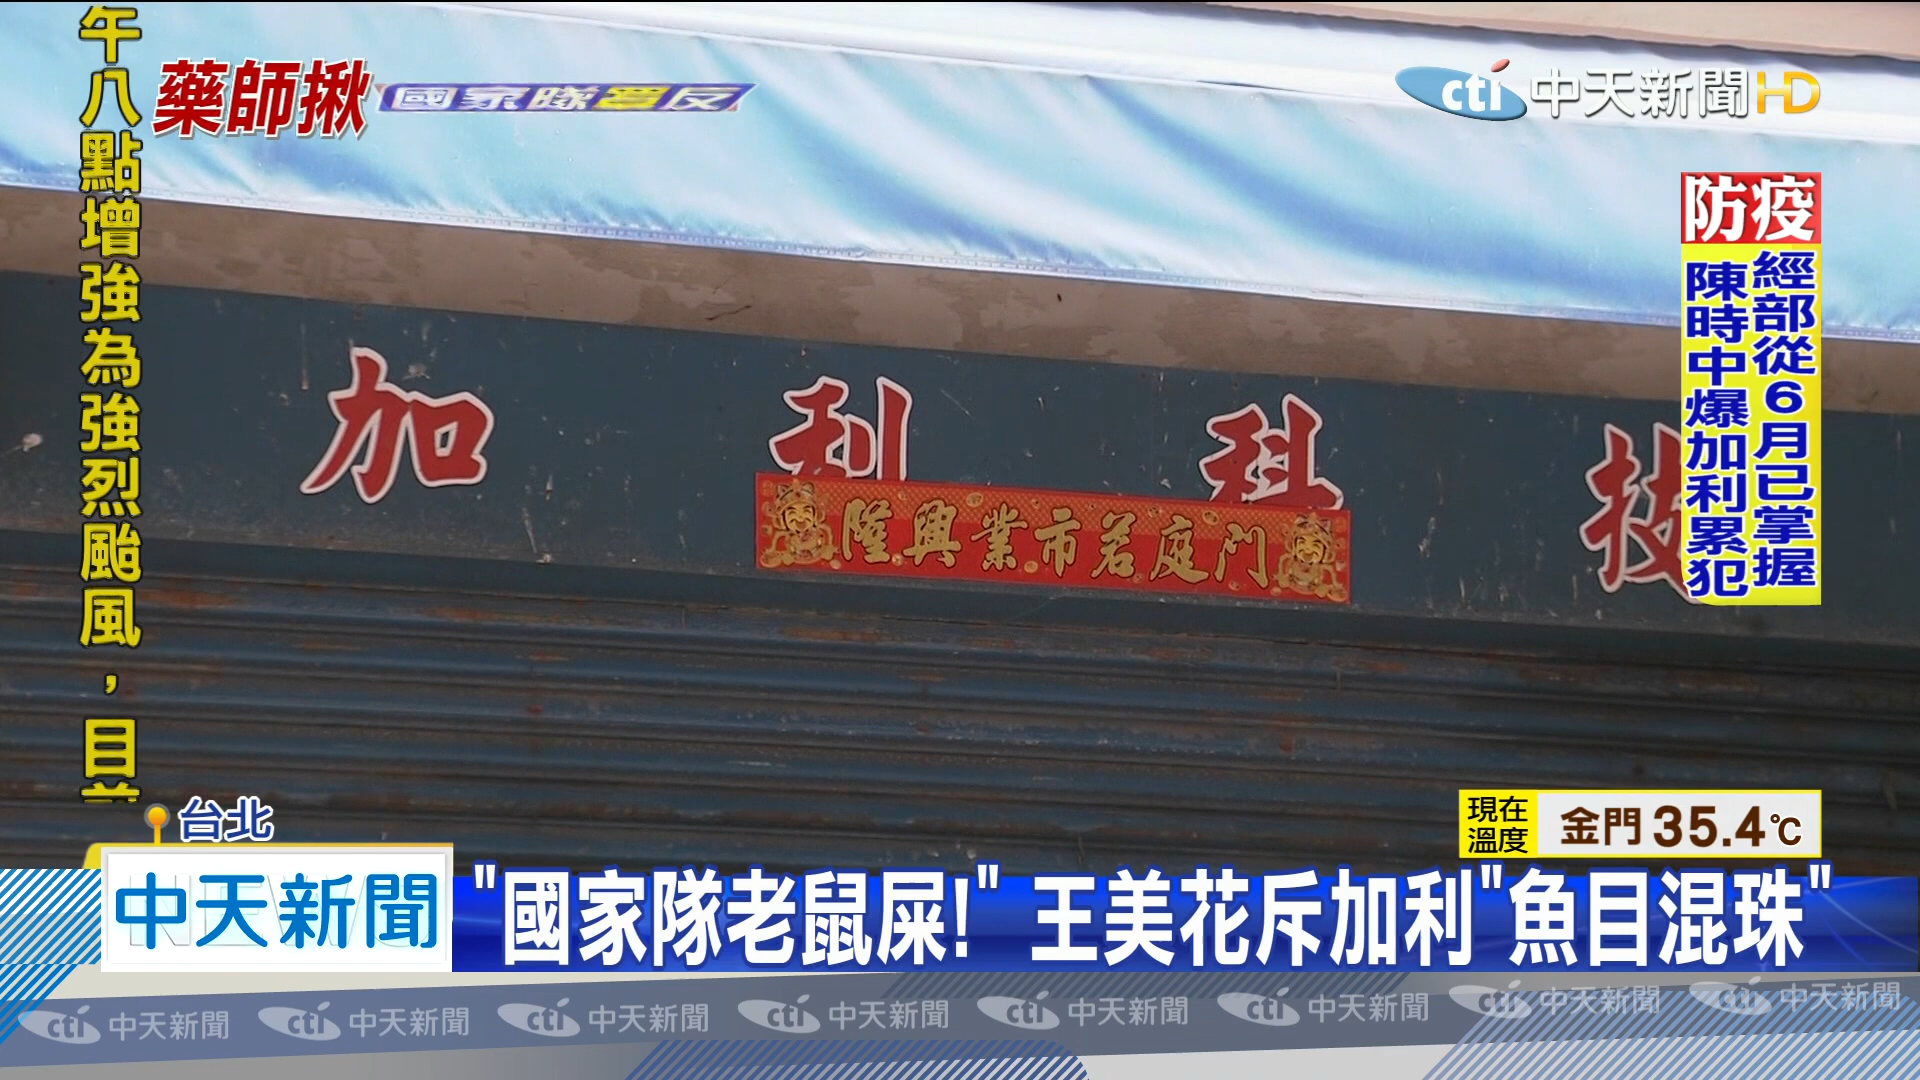 午八點增強為強烈颱風，目前
藥師揪
國家隊造反
cti 中天新聞HD
防疫
經部從6月已掌握
陳時中爆加利累犯
加利科技
隆興業市若庭門
台北
現在溫度
金門 35.4℃
中天新聞
"國家隊老鼠屎!" 王美花斥加利"魚目混珠"
cti 中天新聞 cti 中天新聞 cti 中天新聞 cti 中天新聞 cti 中天新聞 cti 中天新聞 cti 中天新聞 cti 中天新聞